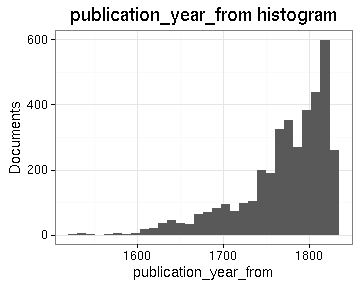 publication_year_from histogram
600
400
200
0
Documents
1600 1700 1800
publication_year_from